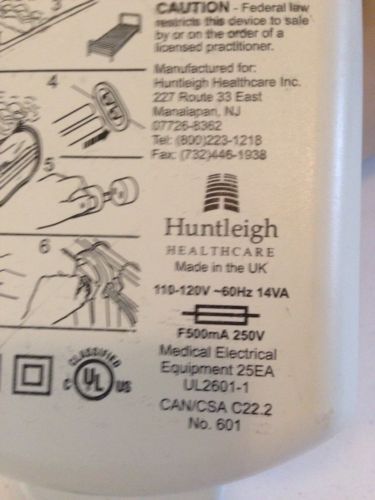 3
CAUTION - Federal law
restricts this device to sale
by or on the order of a
licensed practitioner.
Manufactured for:
Huntleigh Healthcare Inc.
227 Route 33 East
Manalapan, NJ
07726-8362
Tel: (800)223-1218
Fax: (732)446-1938
4
5
6
Huntleigh
HEALTHCARE
Made in the UK
110-120V ~60Hz 14VA
F500mA 250V
Medical Electrical
Equipment 25EA
UL2601-1
CAN/CSA C22.2
No. 601
CLASSIFIED
C UL US